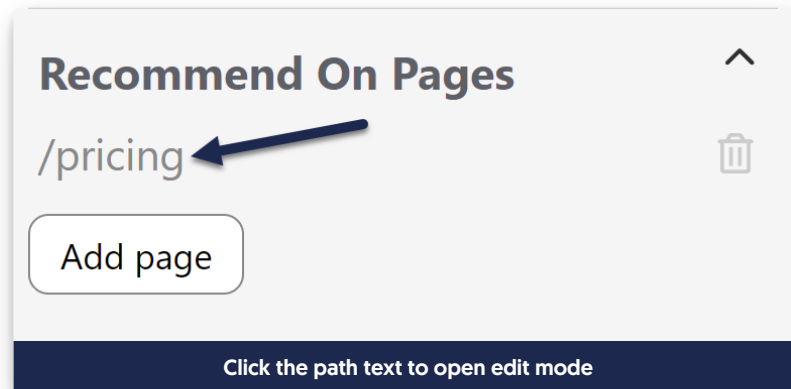 Recommend On Pages
/pricing
Add page
Click the path text to open edit mode